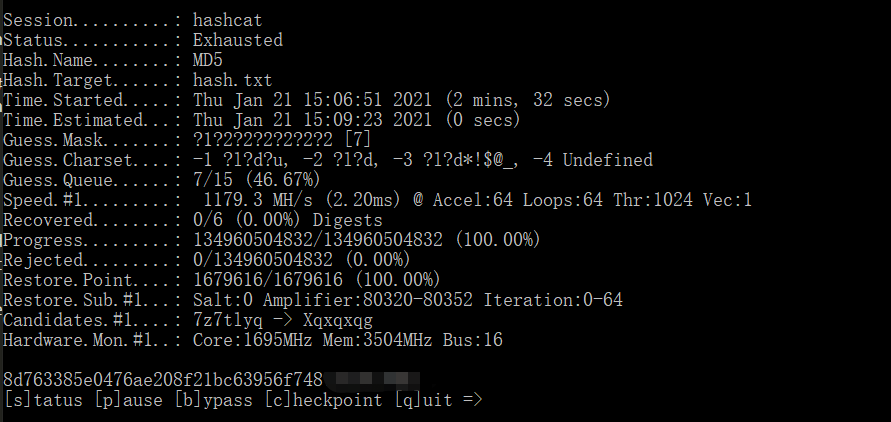 Session..........: hashcat
Status...........: Exhausted
Hash.Name........: MD5
Hash.Target......: hash.txt
Time.Started.....: Thu Jan 21 15:06:51 2021 (2 mins, 32 secs)
Time.Estimated...: Thu Jan 21 15:09:23 2021 (0 secs)
Guess.Mask.......: ?1?2?2?2?2?2?2 [7]
Guess.Charset....: -1 ?l?d?u, -2 ?l?d, -3 ?l?d*!$@_, -4 Undefined
Guess.Queue......: 7/15 (46.67%)
Speed.#1.........:  1179.3 MH/s (2.20ms) @ Accel:64 Loops:64 Thr:1024 Vec:1
Recovered........: 0/6 (0.00%) Digests
Progress.........: 134960504832/134960504832 (100.00%)
Rejected.........: 0/134960504832 (0.00%)
Restore.Point....: 1679616/1679616 (100.00%)
Restore.Sub.#1...: Salt:0 Amplifier:80320-80352 Iteration:0-64
Candidates.#1....: 7z7tlyq -> Xqxqxqg
Hardware.Mon.#1..: Core:1695MHz Mem:3504MHz Bus:16
8d763385e0476ae208f21bc63956f748
[s]tatus [p]ause [b]ypass [c]heckpoint [q]uit =>